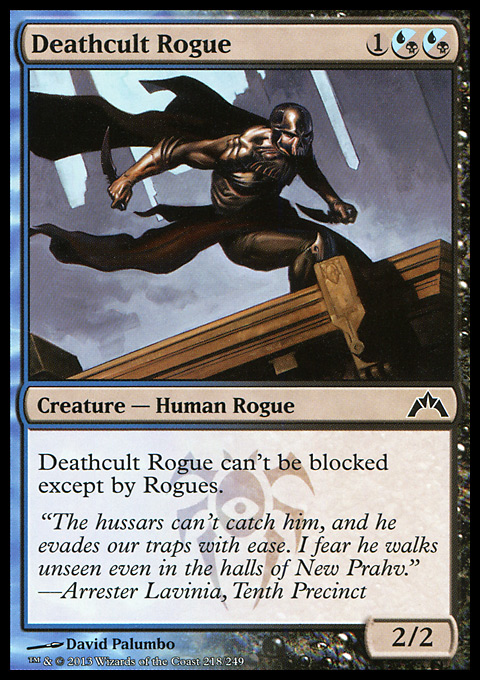 Deathcult Rogue 1
Creature — Human Rogue
Deathcult Rogue can't be blocked
except by Rogues.
“The hussars can't catch him, and he
evades our traps with ease. I fear he walks
unseen even in the halls of New Prahv.”
—Arrester Lavinia, Tenth Precinct
2/2
David Palumbo
™ & © 2013 Wizards of the Coast 218/249